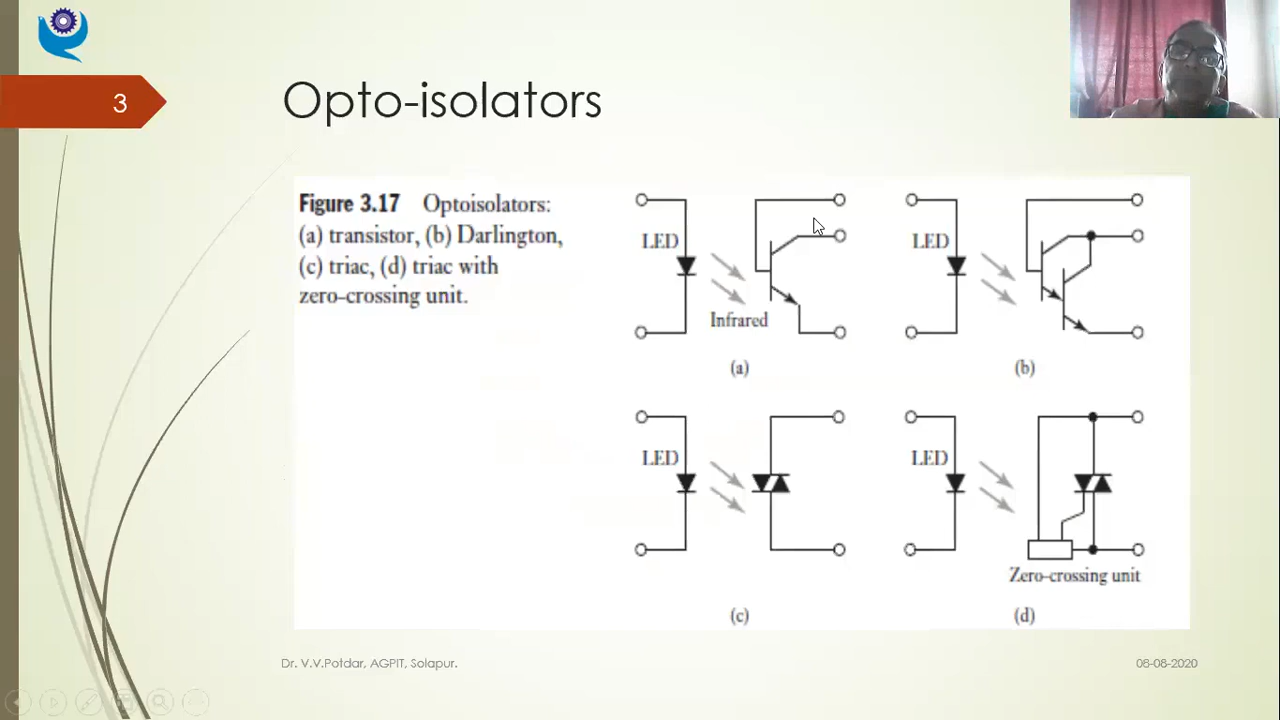 3
Opto-isolators
Figure 3.17 Optoisolators:
(a) transistor, (b) Darlington,
(c) triac, (d) triac with
zero-crossing unit.
LED
Infrared
(a)
LED
(b)
LED
(c)
LED
Zero-crossing unit
(d)
Dr. V.V.Potdar, AGPIT, Solapur.
06-08-2020